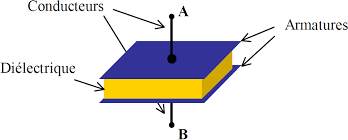 Conducteurs
A
Armatures
Diélectrique
B